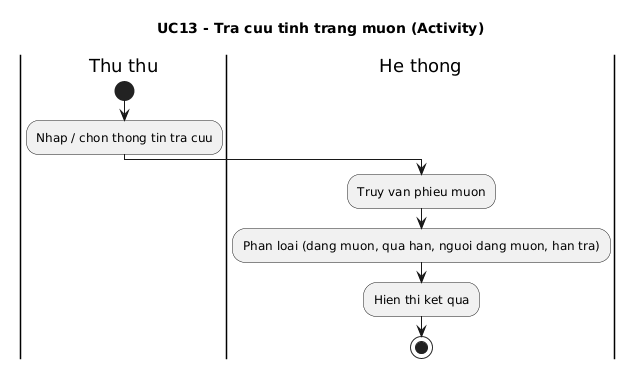 UC13 - Tra cuu tinh trang muon (Activity)
Thu thu
He thong
Nhap / chon thong tin tra cuu
Truy van phieu muon
Phan loai (dang muon, qua han, nguoi dang muon, han tra)
Hien thi ket qua